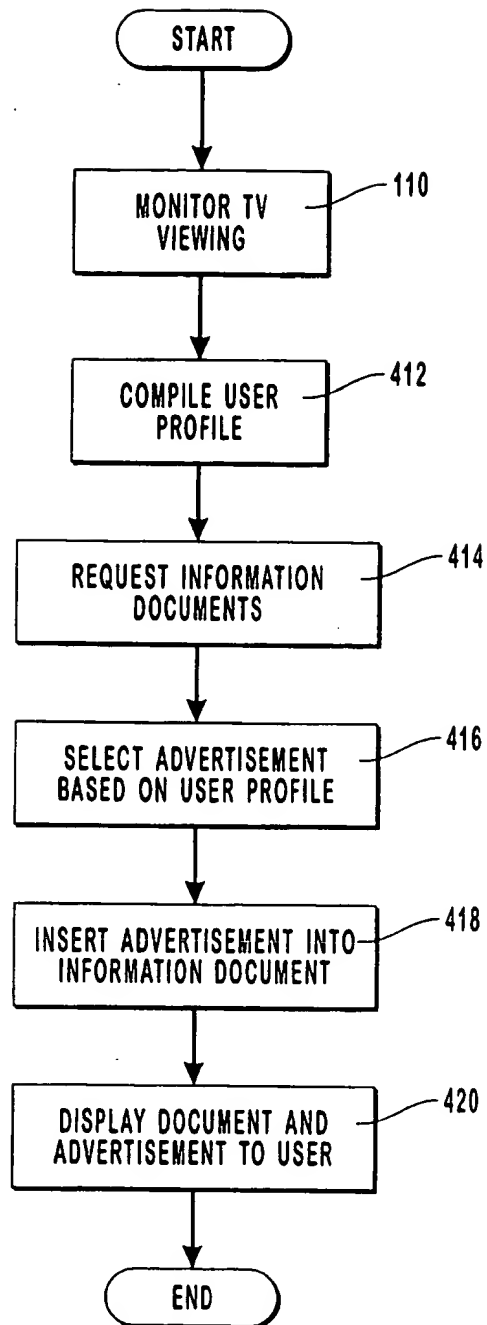 START
110
MONITOR TV
VIEWING
412
COMPILE USER
PROFILE
414
REQUEST INFORMATION
DOCUMENTS
416
SELECT ADVERTISEMENT
BASED ON USER PROFILE
418
INSERT ADVERTISEMENT INTO
INFORMATION DOCUMENT
420
DISPLAY DOCUMENT AND
ADVERTISEMENT TO USER
END